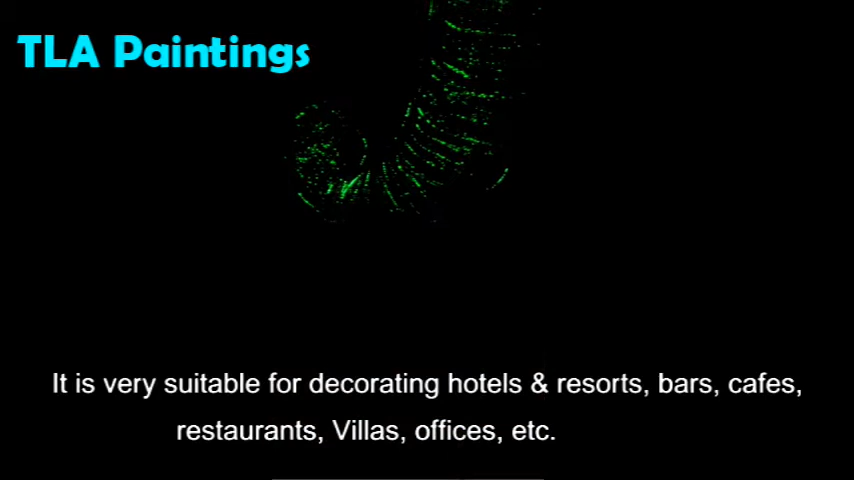 TLA Paintings
It is very suitable for decorating hotels & resorts, bars, cafes,
restaurants, Villas, offices, etc.